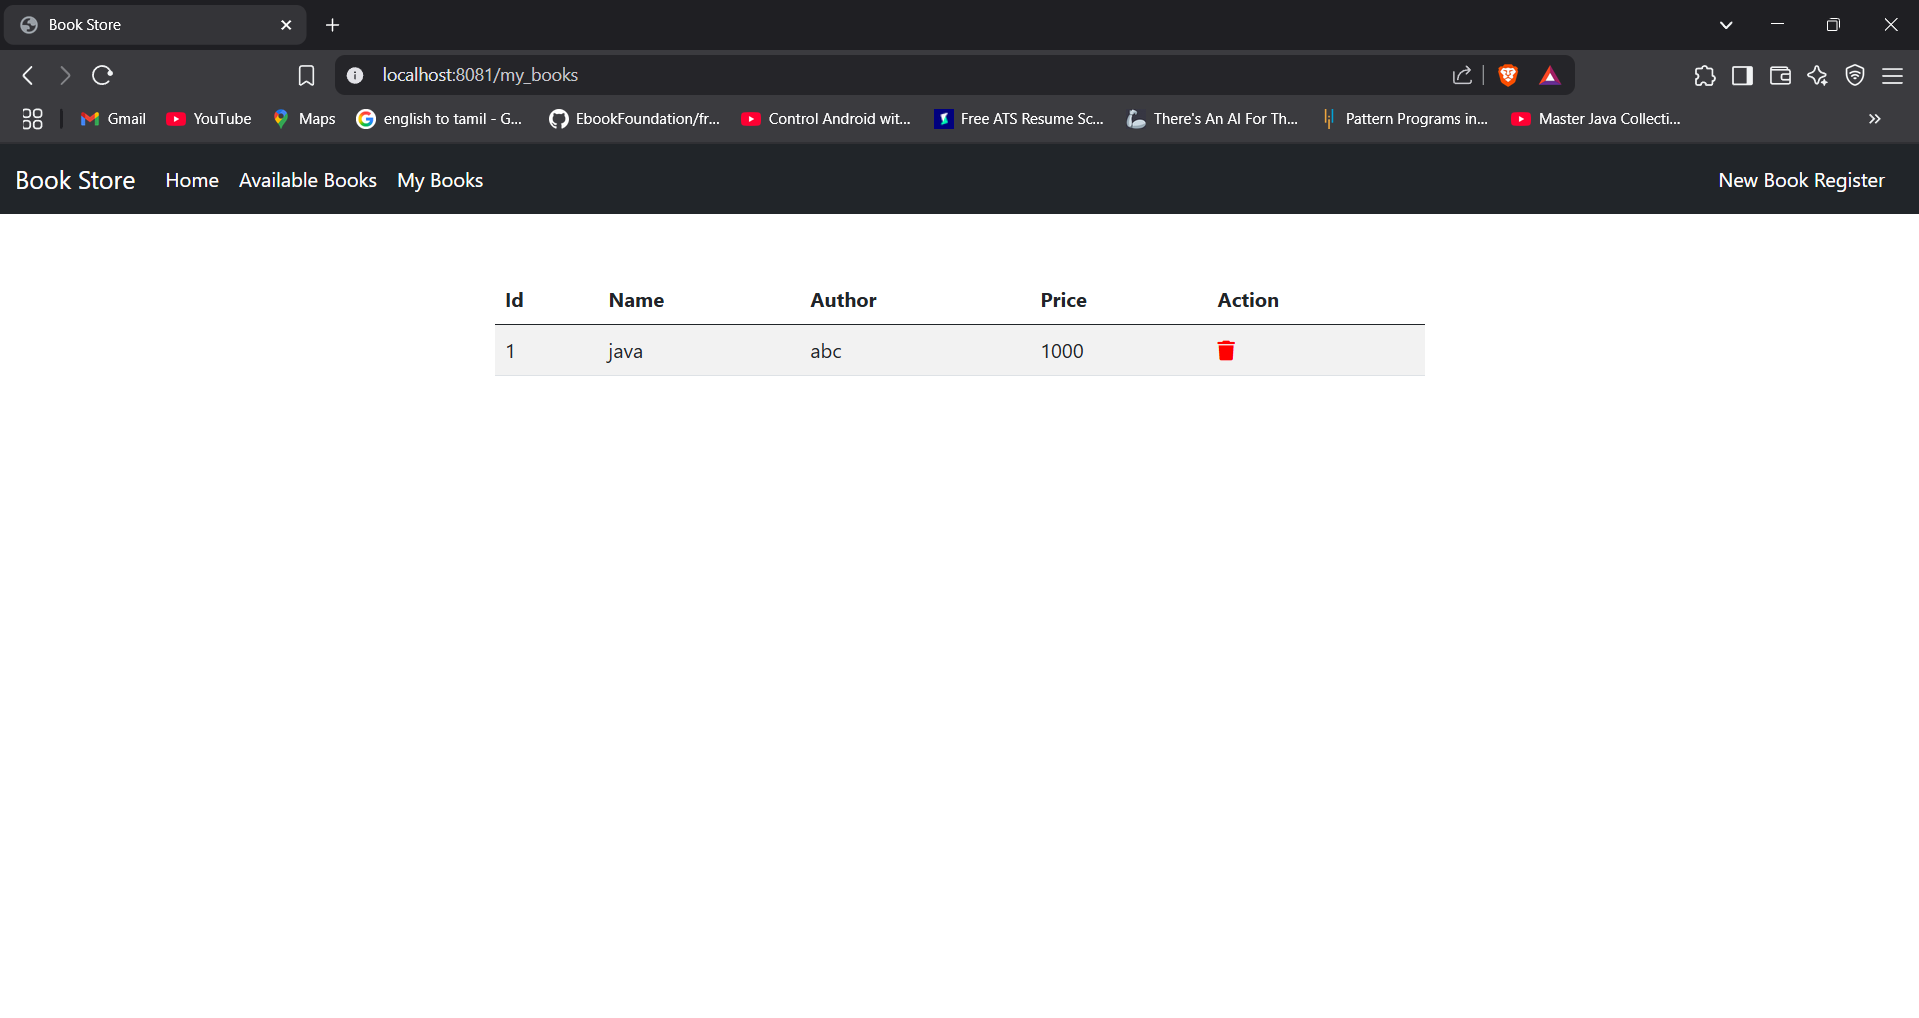 Book Store
localhost:8081/my_books
Gmail YouTube Maps english to tamil - G... EbookFoundation/fr... Control Android wit... Free ATS Resume Sc... There's An AI For Th... Pattern Programs in... Master Java Collecti...
Book Store Home Available Books My Books New Book Register
Id Name Author Price Action
1 java abc 1000